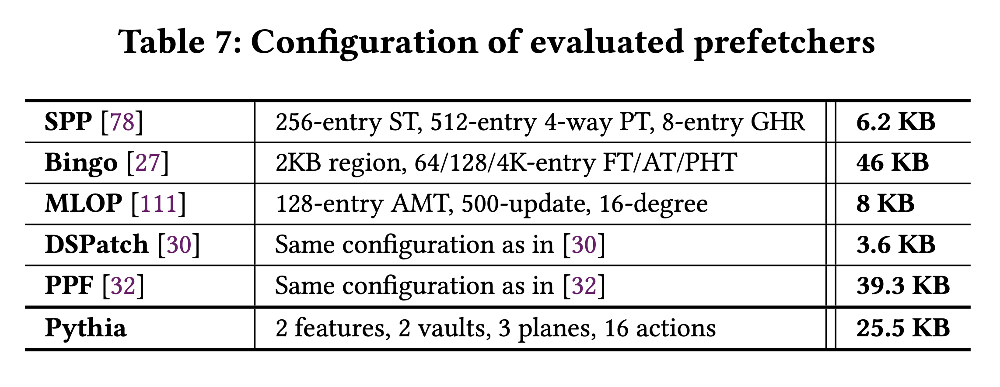 Table 7: Configuration of evaluated prefetchers
SPP [78] 256-entry ST, 512-entry 4-way PT, 8-entry GHR 6.2 KB
Bingo [27] 2KB region, 64/128/4K-entry FT/AT/PHT 46 KB
MLOP [111] 128-entry AMT, 500-update, 16-degree 8 KB
DSPatch [30] Same configuration as in [30] 3.6 KB
PPF [32] Same configuration as in [32] 39.3 KB
Pythia 2 features, 2 vaults, 3 planes, 16 actions 25.5 KB